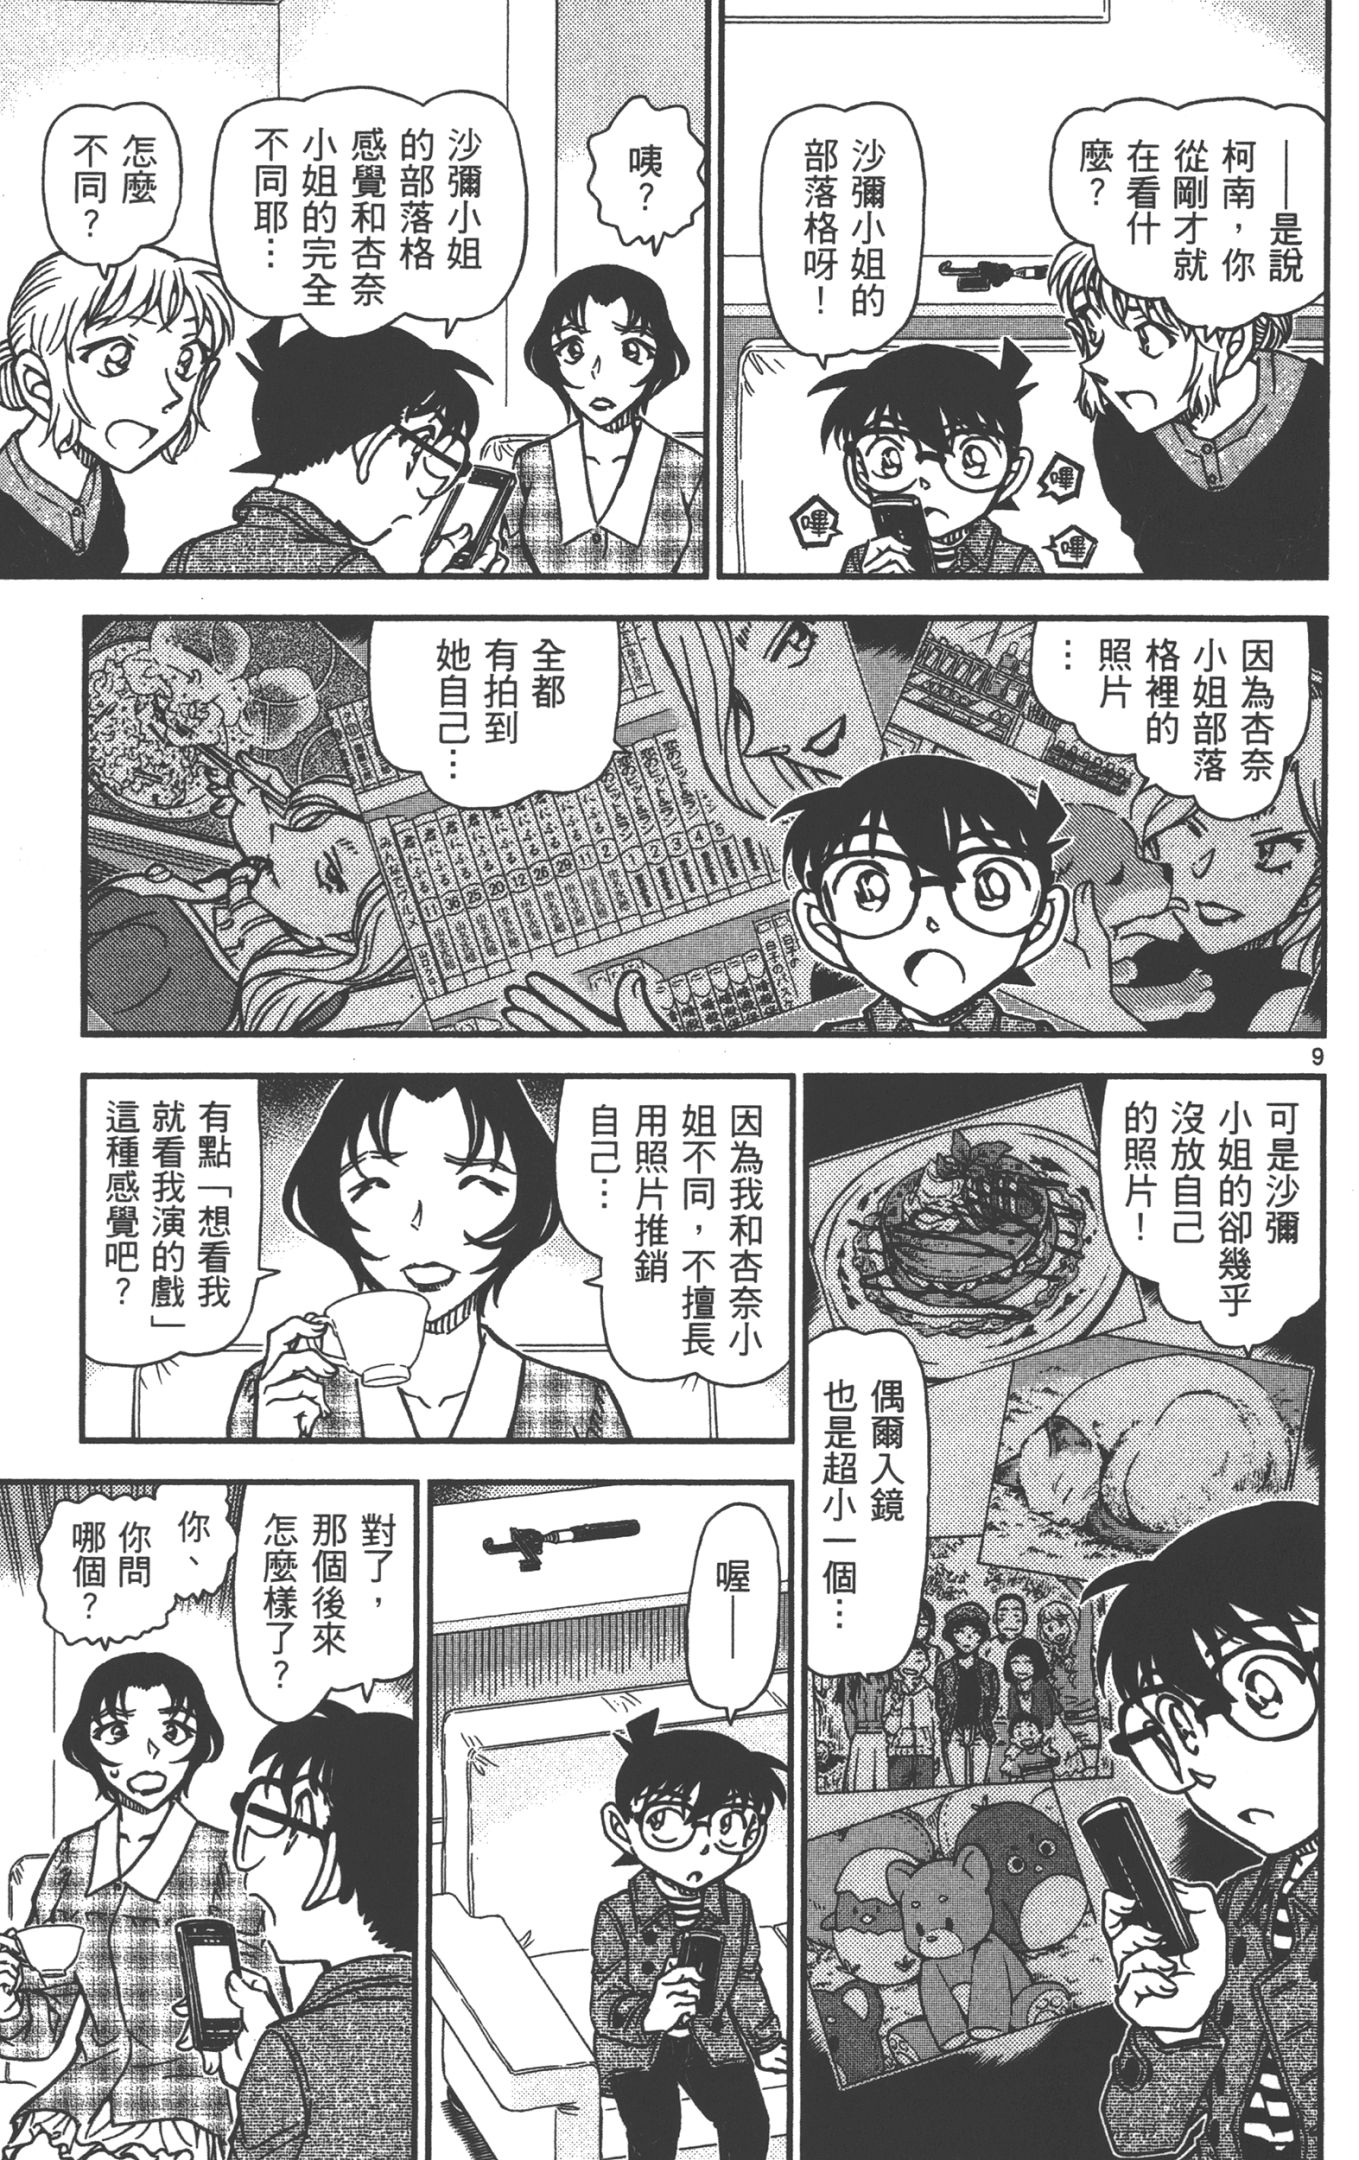 ——是說
柯南，你
從剛才就
在看什
麼？
沙彌小姐的
部落格呀！
嗶
嗶
嗶
咦？
沙彌小姐
的部落格
感覺和杏奈
小姐的完全
不同耶…
怎麼
不同？
因為杏奈
小姐部落
格裡的
照片
…
全都
有拍到
她自己…
9
可是沙彌
小姐的卻幾乎
沒放自己
的照片！
偶爾入鏡
也是超小一個…
因為我和杏奈小
姐不同，不擅長
用照片推銷
自己…
有點「想看我
就看我演的戲」
這種感覺吧？
喔——
對了，
那個後來
怎麼樣了？
你、
你問
哪個？